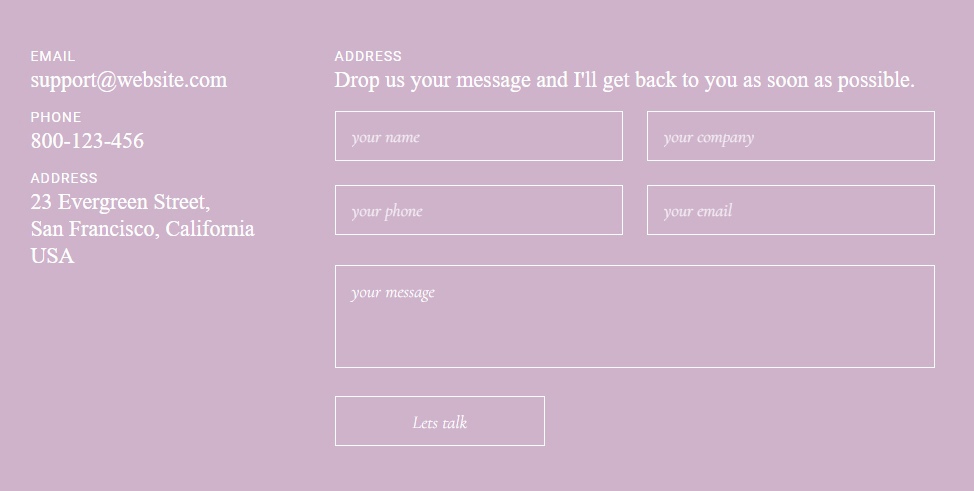 EMAIL
support@website.com
PHONE
800-123-456
ADDRESS
23 Evergreen Street,
San Francisco, California
USA
ADDRESS
Drop us your message and I'll get back to you as soon as possible.
your name
your company
your phone
your email
your message
Lets talk